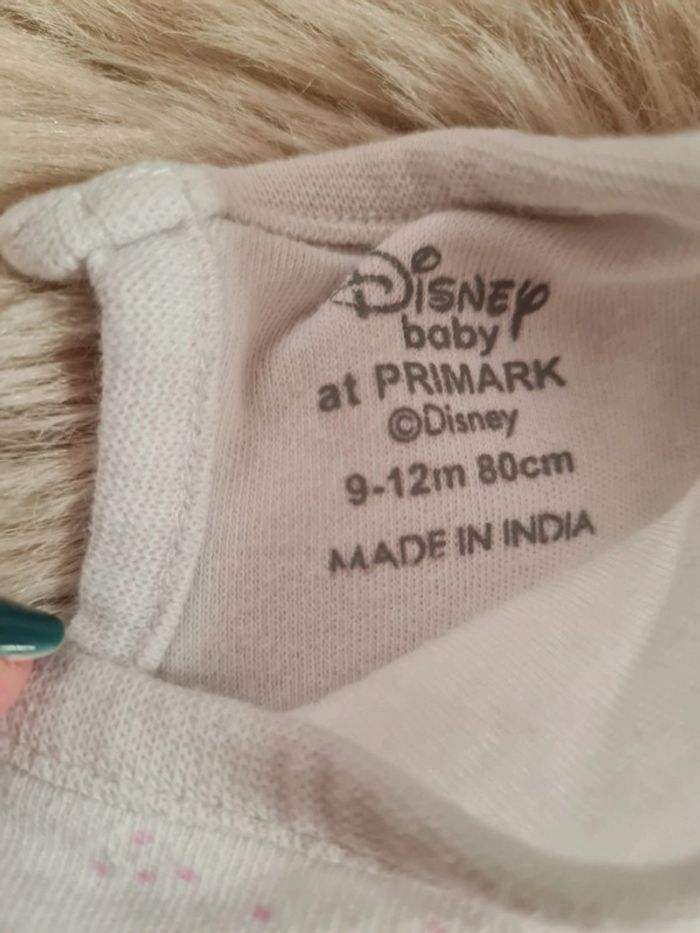 Disney
baby
at PRIMARK
©Disney
9-12m 80cm
MADE IN INDIA